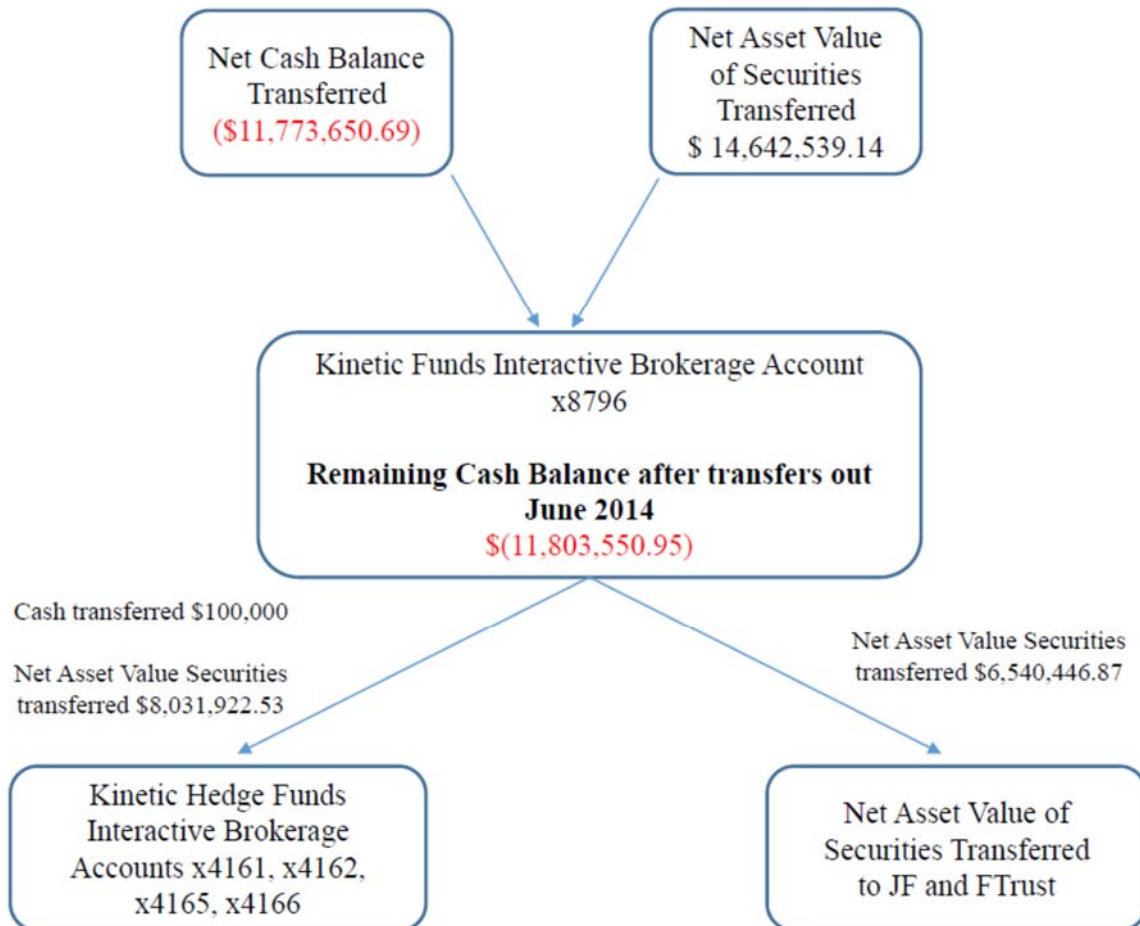 Net Cash Balance
Transferred
($11,773,650.69)
Net Asset Value
of Securities
Transferred
$ 14,642,539.14
Kinetic Funds Interactive Brokerage Account
x8796
Remaining Cash Balance after transfers out
June 2014
$(11,803,550.95)
Cash transferred $100,000
Net Asset Value Securities
transferred $8,031,922.53
Net Asset Value Securities
transferred $6,540,446.87
Kinetic Hedge Funds
Interactive Brokerage
Accounts x4161, x4162,
x4165, x4166
Net Asset Value of
Securities Transferred
to JF and FTrust